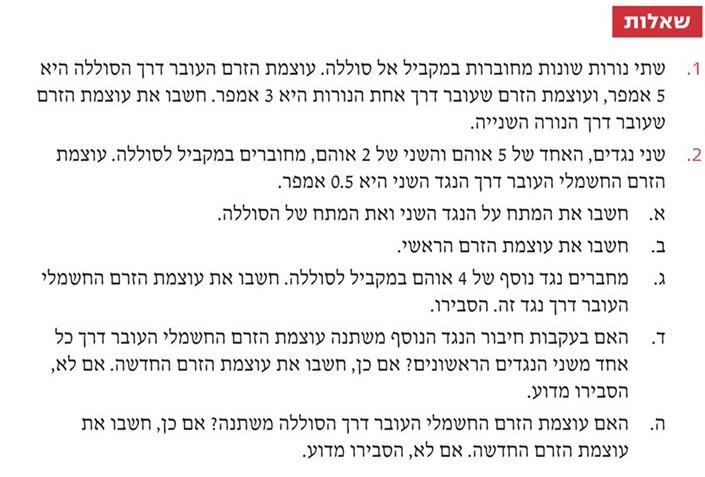 שאלות
1. שתי נורות שונות מחוברות במקביל אל סוללה. עוצמת הזרם העובר דרך הסוללה היא
5 אמפר, ועוצמת הזרם שעובר דרך אחת הנורות היא 3 אמפר. חשבו את עוצמת הזרם
שעובר דרך הנורה השנייה.
2. שני נגדים, האחד של 5 אוהם והשני של 2 אוהם, מחוברים במקביל לסוללה. עוצמת
הזרם החשמלי העובר דרך הנגד השני היא 0.5 אמפר.
א. חשבו את המתח על הנגד השני ואת המתח של הסוללה.
ב. חשבו את עוצמת הזרם הראשי.
ג. מחברים נגד נוסף של 4 אוהם במקביל לסוללה. חשבו את עוצמת הזרם החשמלי
העובר דרך נגד זה. הסבירו.
ד. האם בעקבות חיבור הנגד הנוסף משתנה עוצמת הזרם החשמלי העובר דרך כל
אחד משני הנגדים הראשונים? אם כן, חשבו את עוצמת הזרם החדשה. אם לא,
הסבירו מדוע.
ה. האם עוצמת הזרם החשמלי העובר דרך הסוללה משתנה? אם כן, חשבו את
עוצמת הזרם החדשה. אם לא, הסבירו מדוע.